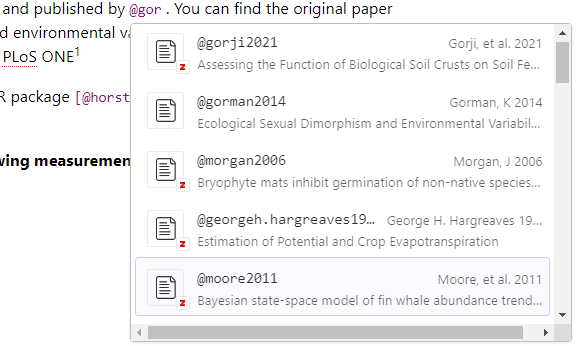 and published by @gor . You can find the original paper
d environmental va
PLoS ONE1
R package [@horst
wing measuremen
@gorji2021 Gorji, et al. 2021
Assessing the Function of Biological Soil Crusts on Soil Fe...
@gorman2014 Gorman, K 2014
Ecological Sexual Dimorphism and Environmental Variabil...
@morgan2006 Morgan, J 2006
Bryophyte mats inhibit germination of non-native species...
@georgeh.hargreaves19... George H. Hargreaves 19...
Estimation of Potential and Crop Evapotranspiration
@moore2011 Moore, et al. 2011
Bayesian state-space model of fin whale abundance trend...